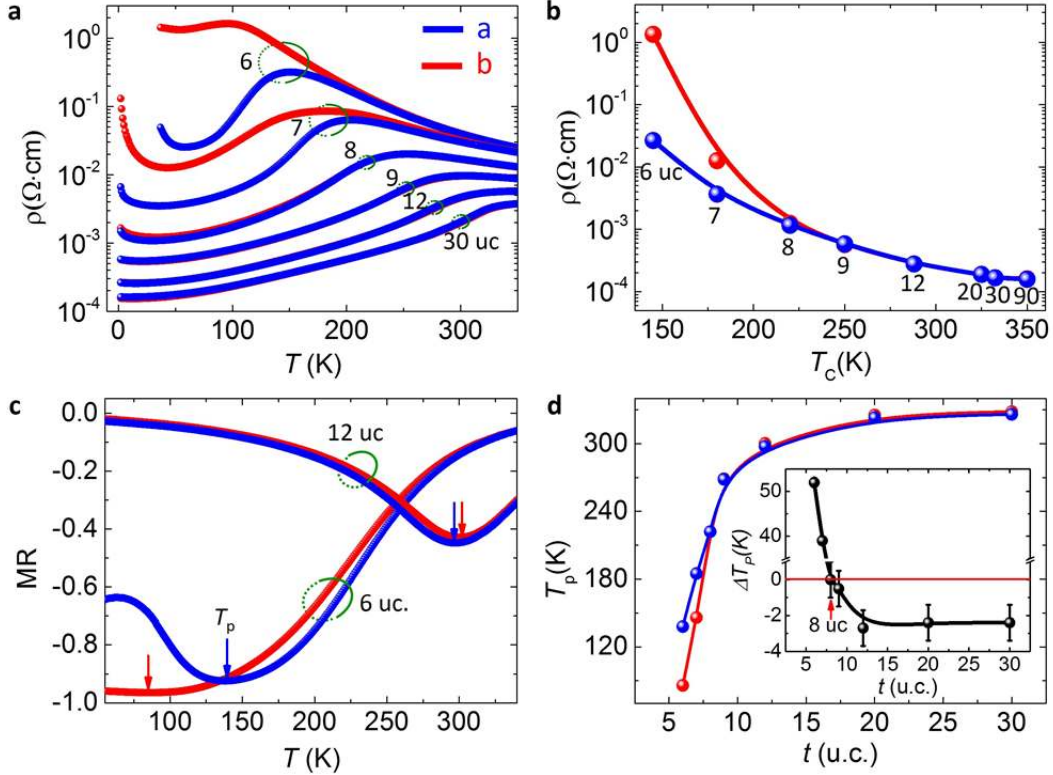 a
10⁰
10⁻¹
10⁻²
10⁻³
10⁻⁴
ρ(Ω·cm)
a
b
6
7
8
9
12
30 uc
0
100
200
300
T (K)
b
10⁰
10⁻¹
10⁻²
10⁻³
10⁻⁴
ρ(Ω·cm)
6 uc
7
8
9
12
20
30
90
150
200
250
300
350
T_C(K)
c
0.0
-0.2
-0.4
-0.6
-0.8
-1.0
MR
12 uc
6 uc.
T_p
100
150
200
250
300
T (K)
d
300
240
180
120
T_p(K)
5
10
15
20
25
30
t (u.c.)
50
40
0
-2
-4
ΔT_P(K)
8 uc
5
10
15
20
25
30
t (u.c.)